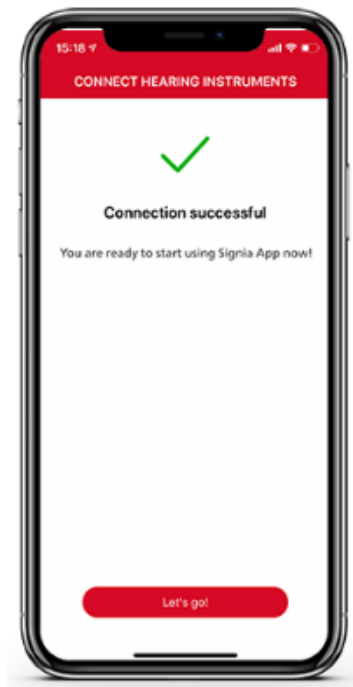 15:18
CONNECT HEARING INSTRUMENTS
Connection successful
You are ready to start using Signia App now!
Let's go!